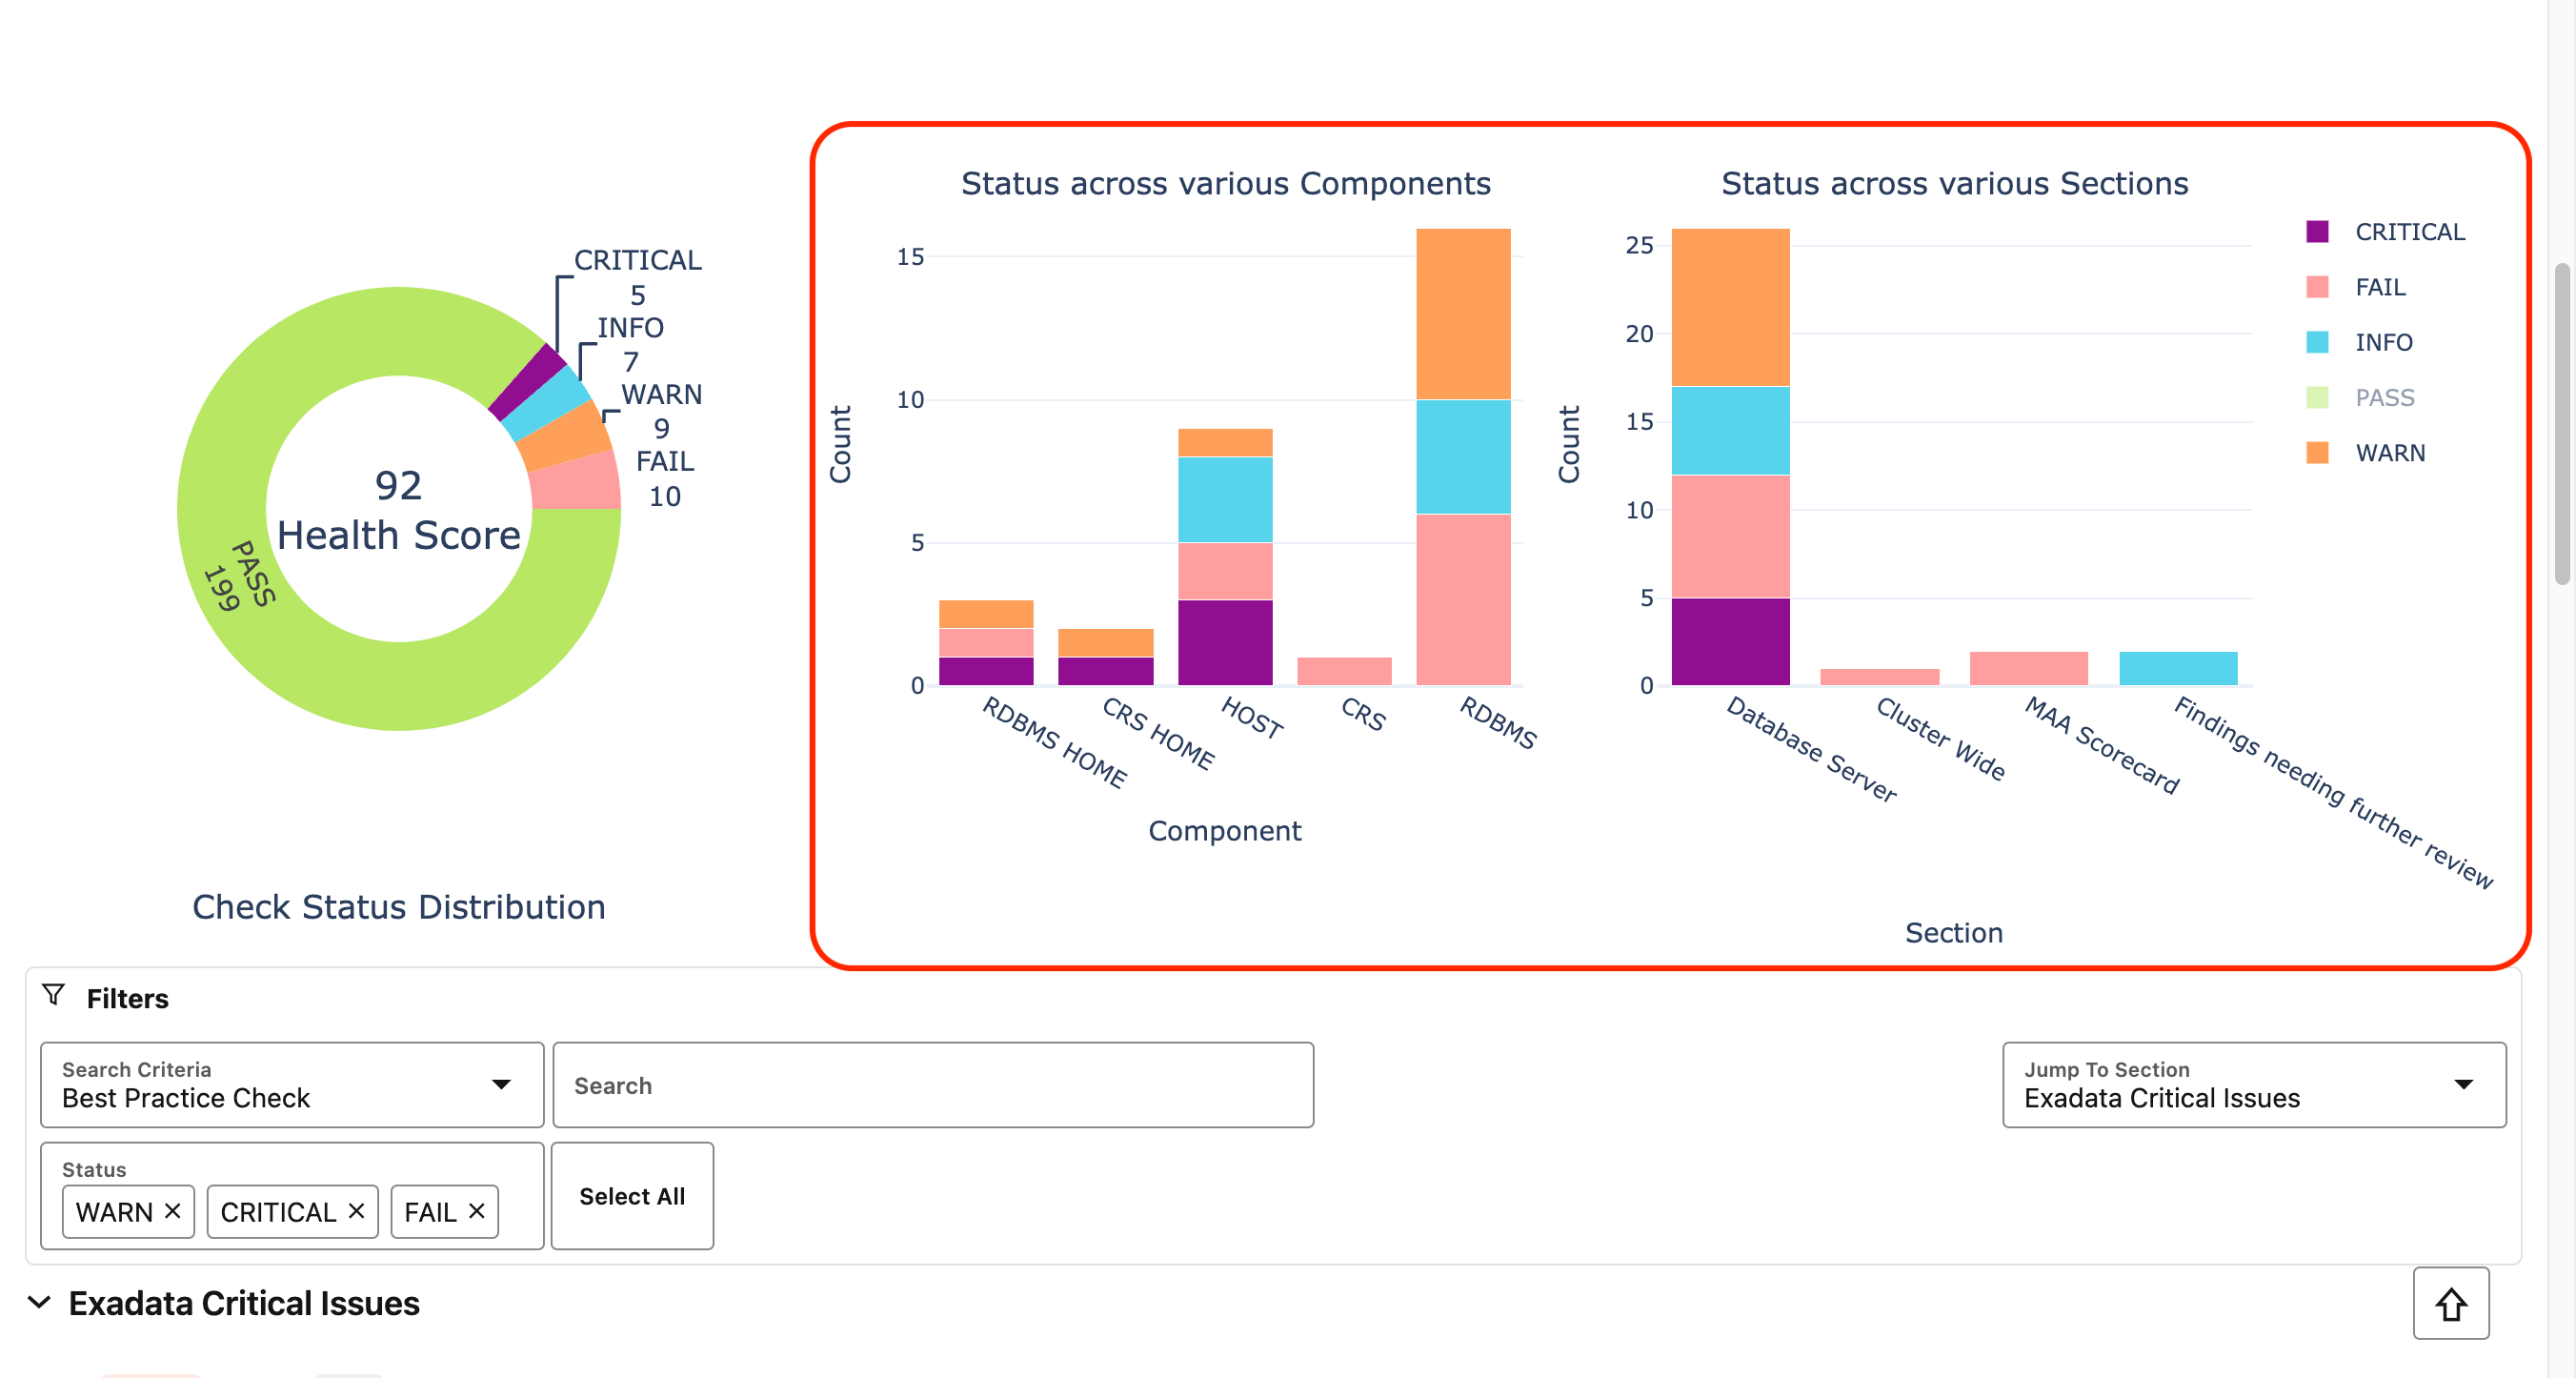 CRITICAL
5
INFO
7
WARN
9
FAIL
10
PASS
199
92
Health Score
Check Status Distribution
Status across various Components
15
10
5
0
Count
RDBMS HOME
CRS HOME
HOST
CRS
RDBMS
Component
Status across various Sections
25
20
15
10
5
0
Count
Database Server
Cluster Wide
MAA Scorecard
Findings needing further review
Section
CRITICAL
FAIL
INFO
PASS
WARN
Filters
Search Criteria
Best Practice Check
Search
Jump To Section
Exadata Critical Issues
Status
WARN ×
CRITICAL ×
FAIL ×
Select All
Exadata Critical Issues